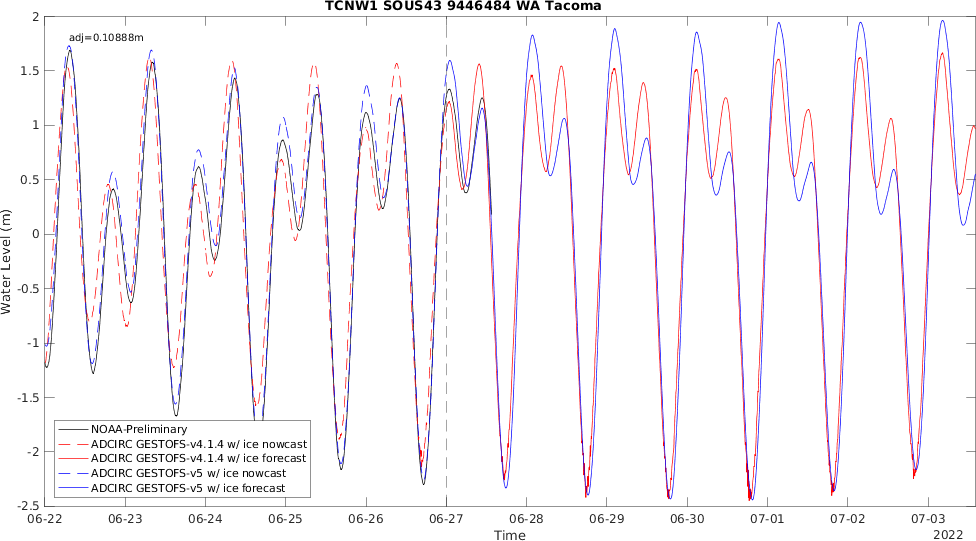 TCNW1 SOUS43 9446484 WA Tacoma
adj=0.10888m
2
1.5
1
0.5
0
-0.5
-1
-1.5
-2
-2.5
Water Level (m)
NOAA-Preliminary
ADCIRC GESTOFS-v4.1.4 w/ ice nowcast
ADCIRC GESTOFS-v4.1.4 w/ ice forecast
ADCIRC GESTOFS-v5 w/ ice nowcast
ADCIRC GESTOFS-v5 w/ ice forecast
06-22 06-23 06-24 06-25 06-26 06-27 06-28 06-29 06-30 07-01 07-02 07-03
Time
2022